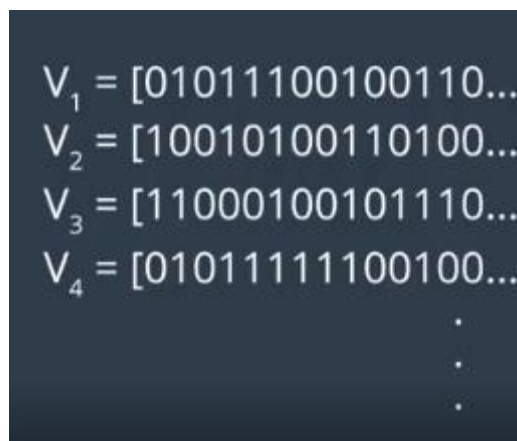 V₁ = [01011100100110...
V₂ = [10010100110100...
V₃ = [11000100101110...
V₄ = [01011111100100...
.
.
.